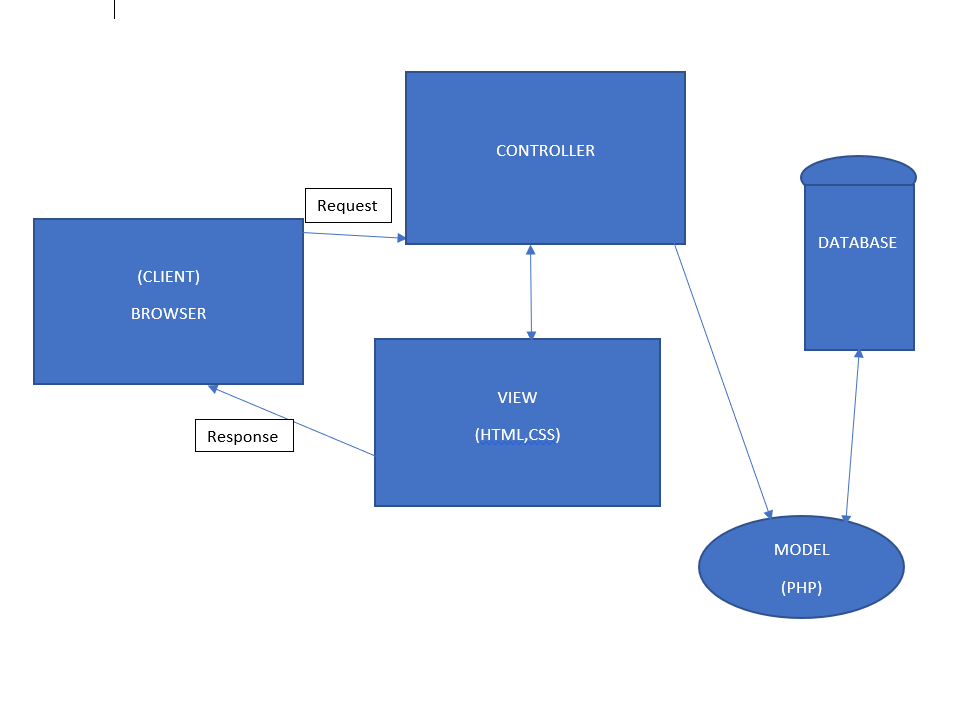 CONTROLLER
Request
DATABASE
(CLIENT)
BROWSER
VIEW
(HTML,CSS)
Response
MODEL
(PHP)